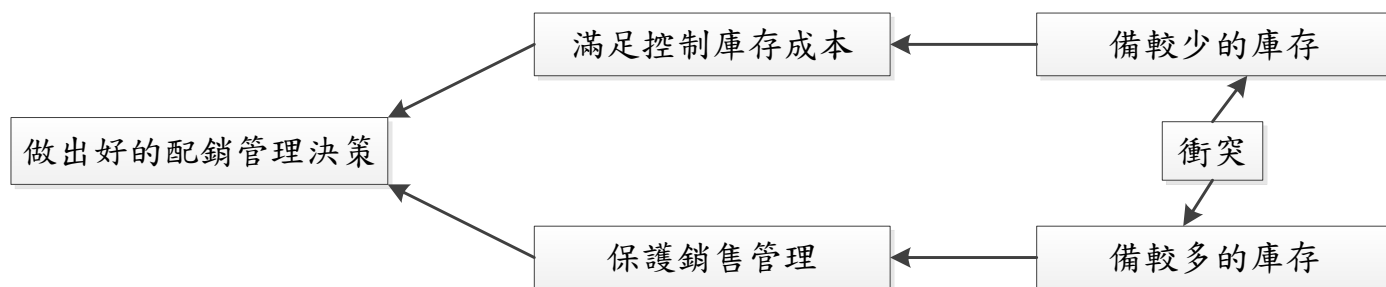 滿足控制庫存成本
備較少的庫存
做出好的配銷管理決策
衝突
保護銷售管理
備較多的庫存